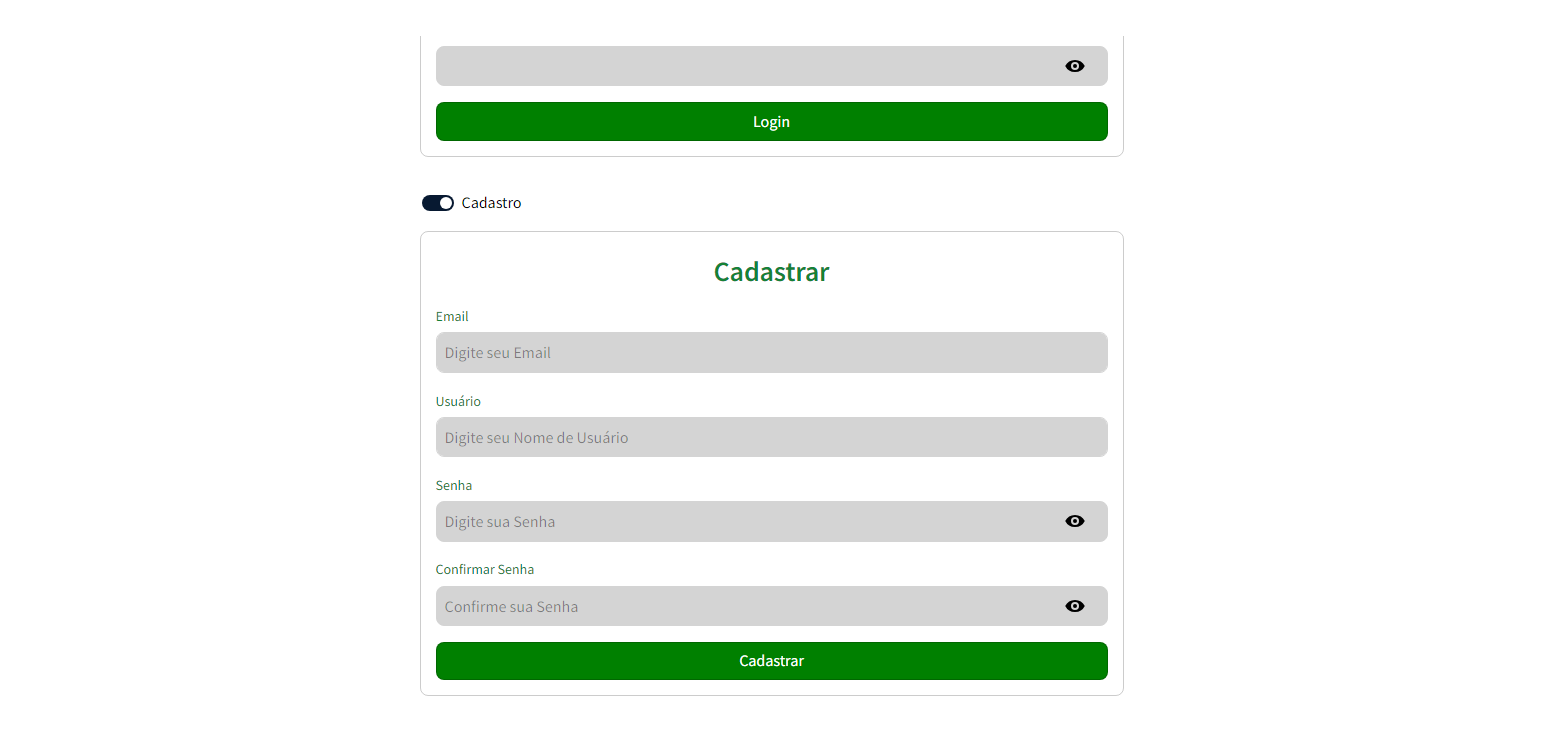 Login
Cadastro
Cadastrar
Email
Digite seu Email
Usuário
Digite seu Nome de Usuário
Senha
Digite sua Senha
Confirmar Senha
Confirme sua Senha
Cadastrar